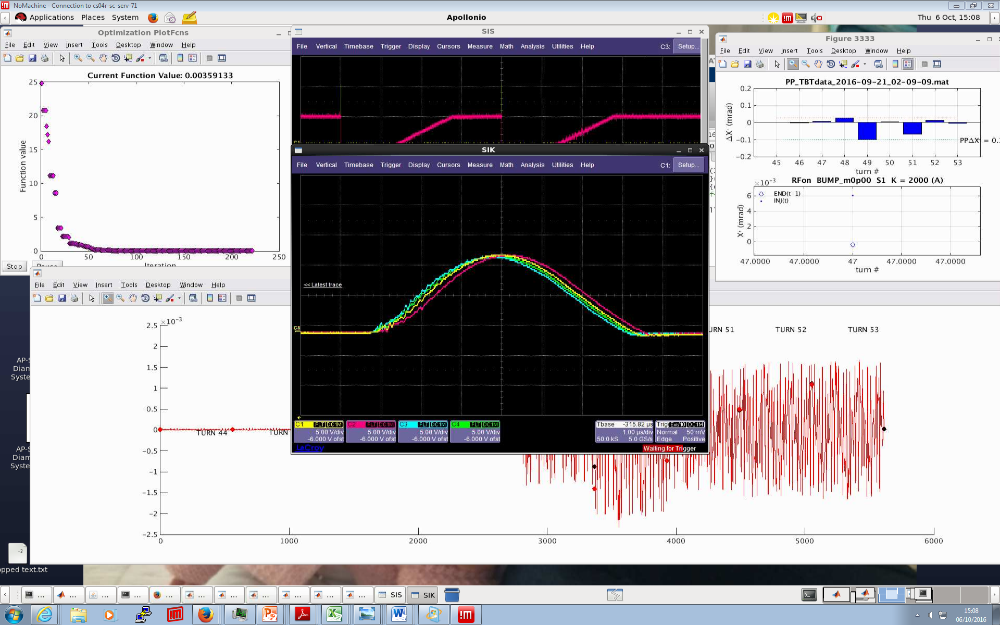 NoMachine - Connection to cs04r-sc-serv-71
Applications Places System
Apollonio
Thu 6 Oct, 15:08
Optimization PlotFcns
File Edit View Insert Tools Desktop Window Help
Current Function Value: 0.00359133
Function value
25
20
15
10
5
0
0 50 100 150 200 250
Iteration
Stop
Pause
SIS
File Vertical Timebase Trigger Display Cursors Measure Math Analysis Utilities Help
C3: Setup...
C1
SIK
File Vertical Timebase Trigger Display Cursors Measure Math Analysis Utilities Help
C1: Setup...
<< Latest trace
C1 FLT DC1M
5.00 V/div
-6.000 V ofst
C2 FLT DC1M
5.00 V/div
-6.000 V ofst
C3 FLT DC1M
5.00 V/div
-6.000 V ofst
C4 FLT DC1M
5.00 V/div
-6.000 V ofst
Tbase -315.82 µs
1.00 µs/div
50.0 kS 5.0 GS/s
Trig Ext/10 DC1M
Normal 50 mV
Edge Positive
LeCroy
Waiting for Trigger
Figure 3333
File Edit View Insert Tools Desktop Window Help
PP_TBTdata_2016-09-21_02-09-09.mat
ΔX' (mrad)
0.2
0.1
0
-0.1
-0.2
PPΔX' = 0.
45 46 47 48 49 50 51 52 53
turn #
RFon BUMP_m0p00 S1 K = 2000 (A)
×10⁻³
X' (mrad)
6
4
2
0
END(t-1)
INJ(t)
47.0000 47.0000 47 47.0000 47.0000
turn #
File Edit View Insert Tools Desktop Window Help
×10⁻³
2.5
2
1.5
1
0.5
0
-0.5
-1
-1.5
-2
-2.5
TURN 44
TURN
URN 51
TURN 52
TURN 53
0 1000 2000 3000 4000 5000 6000
AP-S
Diam
Syste
AP-S
Diam
Syste
-2
opped text.txt
... ... ... ... ... ... ... ... ... ... ... SIS SIK
15:08
06/10/2016